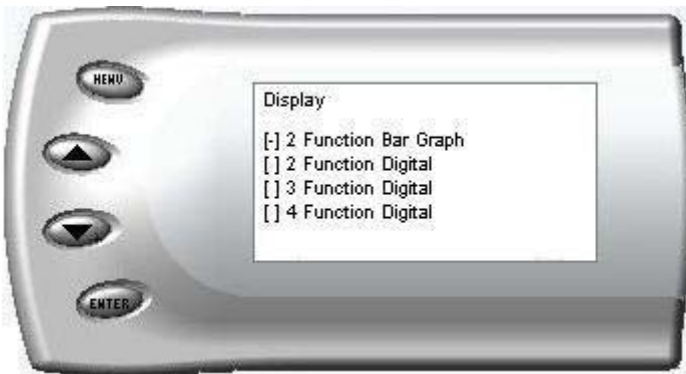 MENU
Display
[-] 2 Function Bar Graph
[ ] 2 Function Digital
[ ] 3 Function Digital
[ ] 4 Function Digital
ENTER